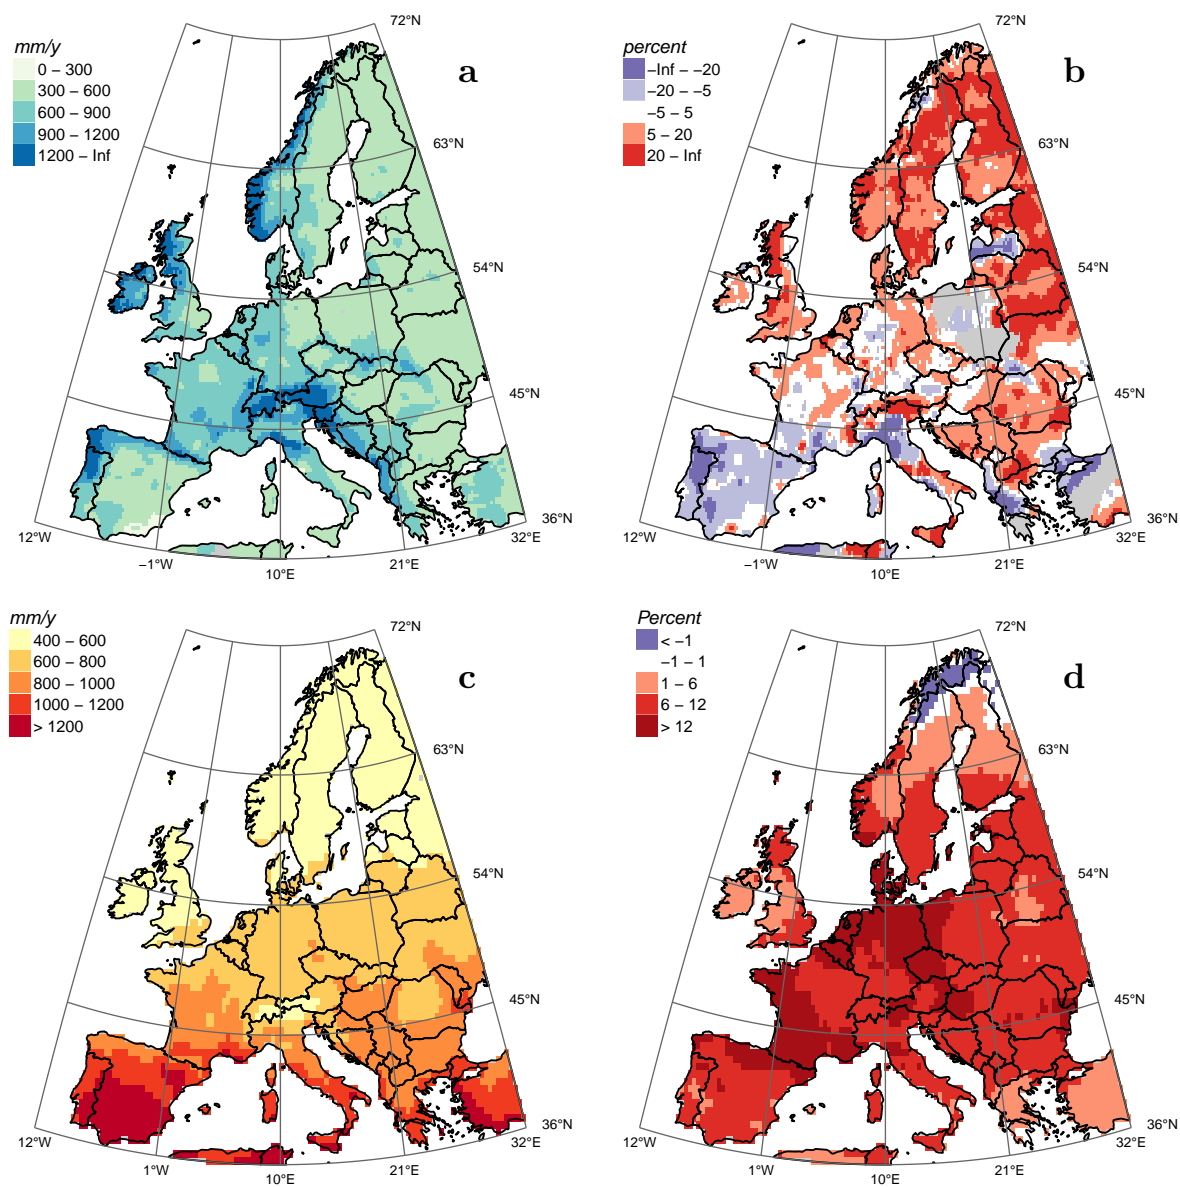 mm/y
0 − 300
300 − 600
600 − 900
900 − 1200
1200 − Inf
a
72°N
63°N
54°N
45°N
36°N
12°W
−1°W
10°E
21°E
32°E
percent
−Inf − −20
−20 − −5
−5 − 5
5 − 20
20 − Inf
b
72°N
63°N
54°N
45°N
36°N
12°W
−1°W
10°E
21°E
32°E
mm/y
400 − 600
600 − 800
800 − 1000
1000 − 1200
> 1200
c
72°N
63°N
54°N
45°N
36°N
12°W
1°W
10°E
21°E
32°E
Percent
< −1
−1 − 1
1 − 6
6 − 12
> 12
d
72°N
63°N
54°N
45°N
36°N
12°W
1°W
10°E
21°E
32°E